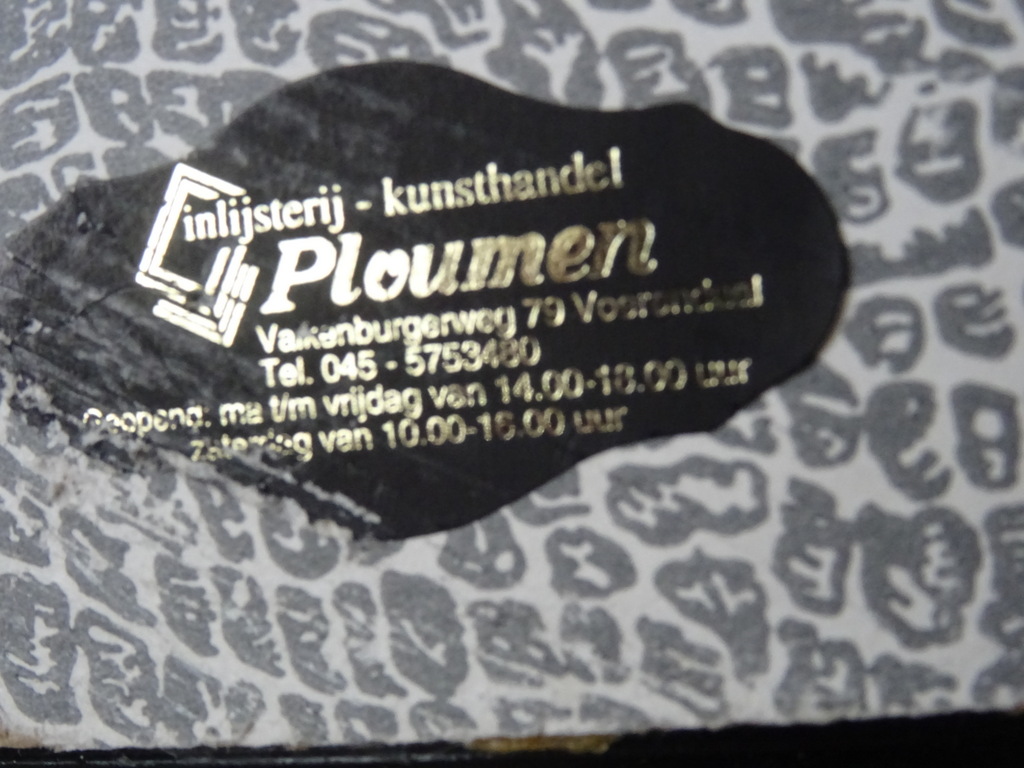 inlijsterij - kunsthandel
Ploumen
Valkenburgerweg 79 Voerendaal
Tel. 045 - 5753480
Geopend: ma t/m vrijdag van 14.00-18.00 uur
zaterdag van 10.00-16.00 uur